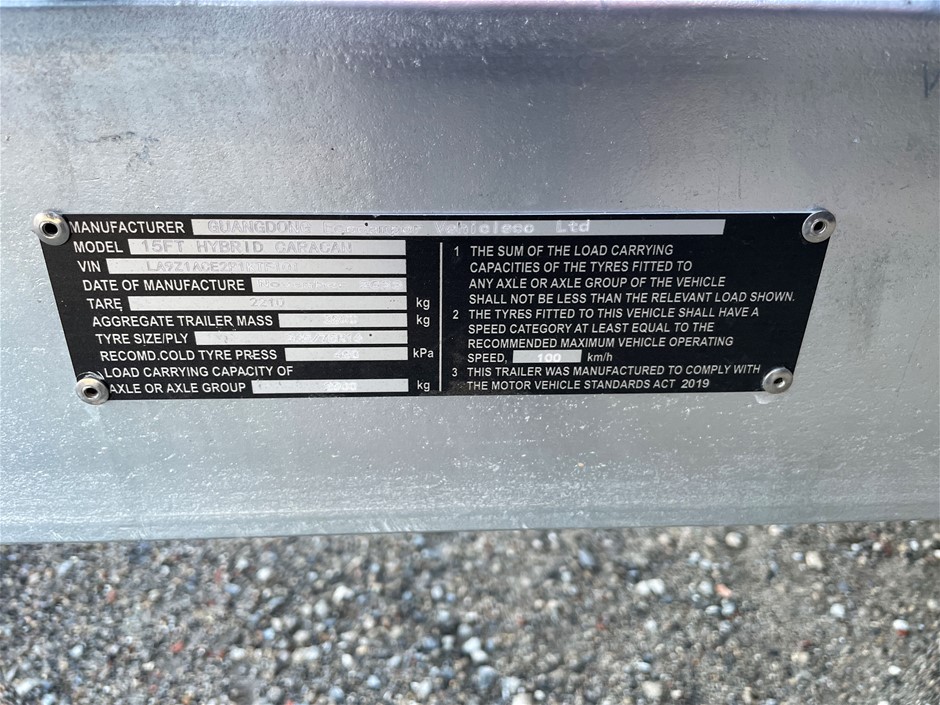 MANUFACTURER GUANGDONG Ltd
MODEL 15FT HYBRID CARACAN
VIN
DATE OF MANUFACTURE
TARE 2210 kg
AGGREGATE TRAILER MASS kg
TYRE SIZE/PLY
RECOMD.COLD TYRE PRESS kPa
LOAD CARRYING CAPACITY OF
AXLE OR AXLE GROUP kg
1 THE SUM OF THE LOAD CARRYING
CAPACITIES OF THE TYRES FITTED TO
ANY AXLE OR AXLE GROUP OF THE VEHICLE
SHALL NOT BE LESS THAN THE RELEVANT LOAD SHOWN.
2 THE TYRES FITTED TO THIS VEHICLE SHALL HAVE A
SPEED CATEGORY AT LEAST EQUAL TO THE
RECOMMENDED MAXIMUM VEHICLE OPERATING
SPEED, 100 km/h
3 THIS TRAILER WAS MANUFACTURED TO COMPLY WITH
THE MOTOR VEHICLE STANDARDS ACT 2019